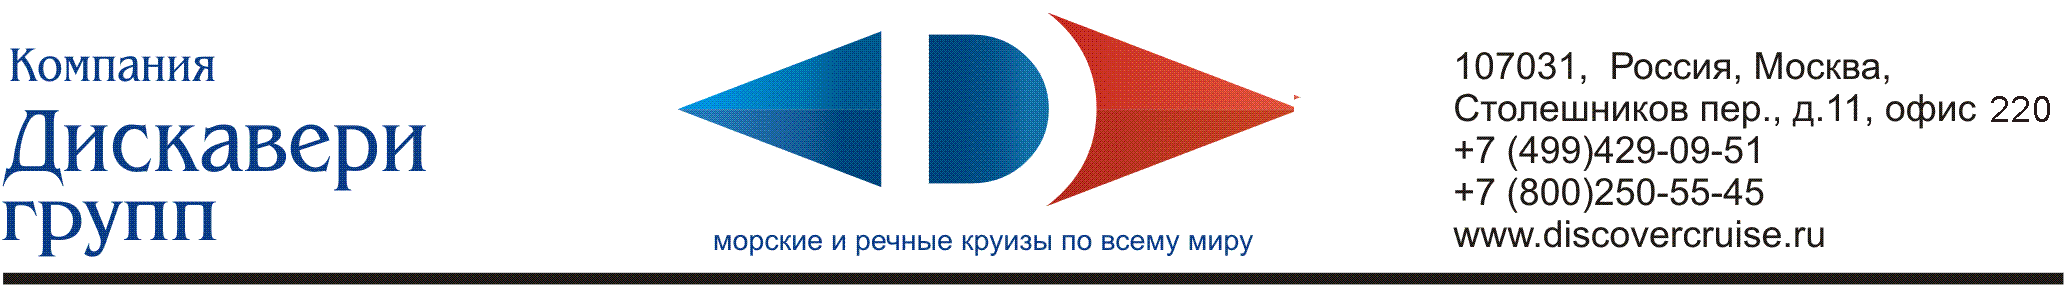 Компания
Дискавери
групп
D
морские и речные круизы по всему миру
107031,  Россия, Москва,
Столешников пер., д.11, офис 220
+7 (499)429-09-51
+7 (800)250-55-45
www.discovercruise.ru